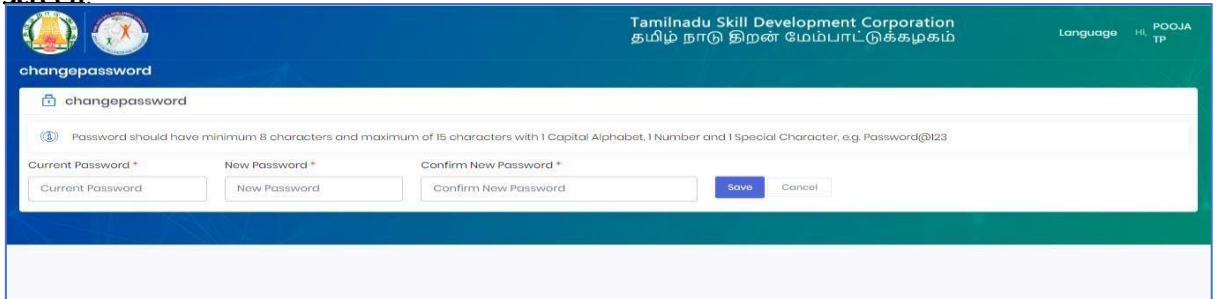 screen.
Tamilnadu Skill Development Corporation
தமிழ் நாடு திறன் மேம்பாட்டுக்கழகம்
Language Hi, POOJA TP
changepassword
changepassword
Password should have minimum 8 characters and maximum of 15 characters with 1 Capital Alphabet, 1 Number and 1 Special Character, e.g. Password@123
Current Password * New Password * Confirm New Password *
Current Password New Password Confirm New Password Save Cancel